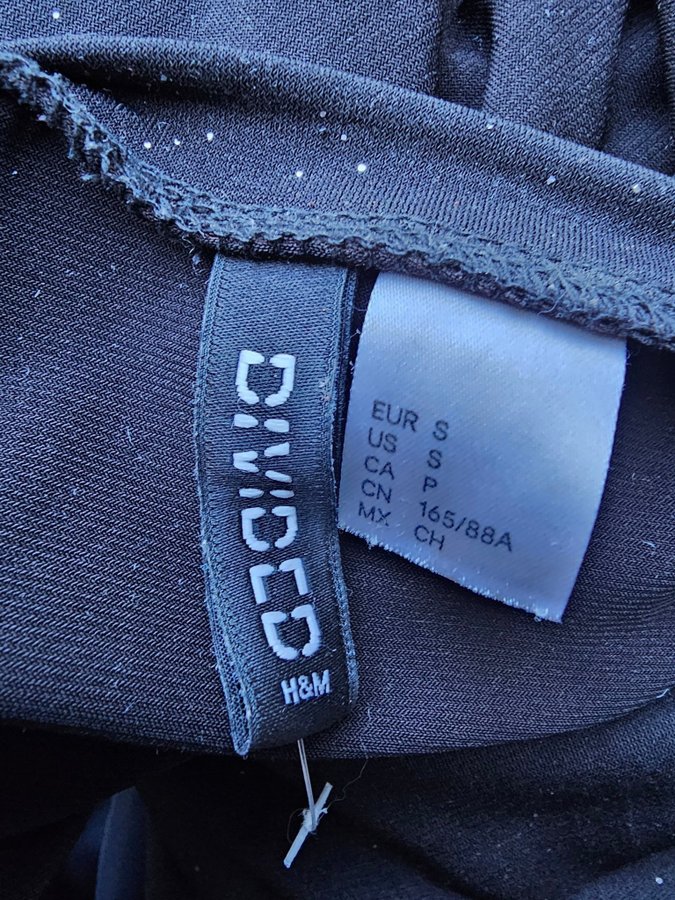 DIVIDED
H&M
EUR S
US S
CA P
CN 165/88A
MX CH